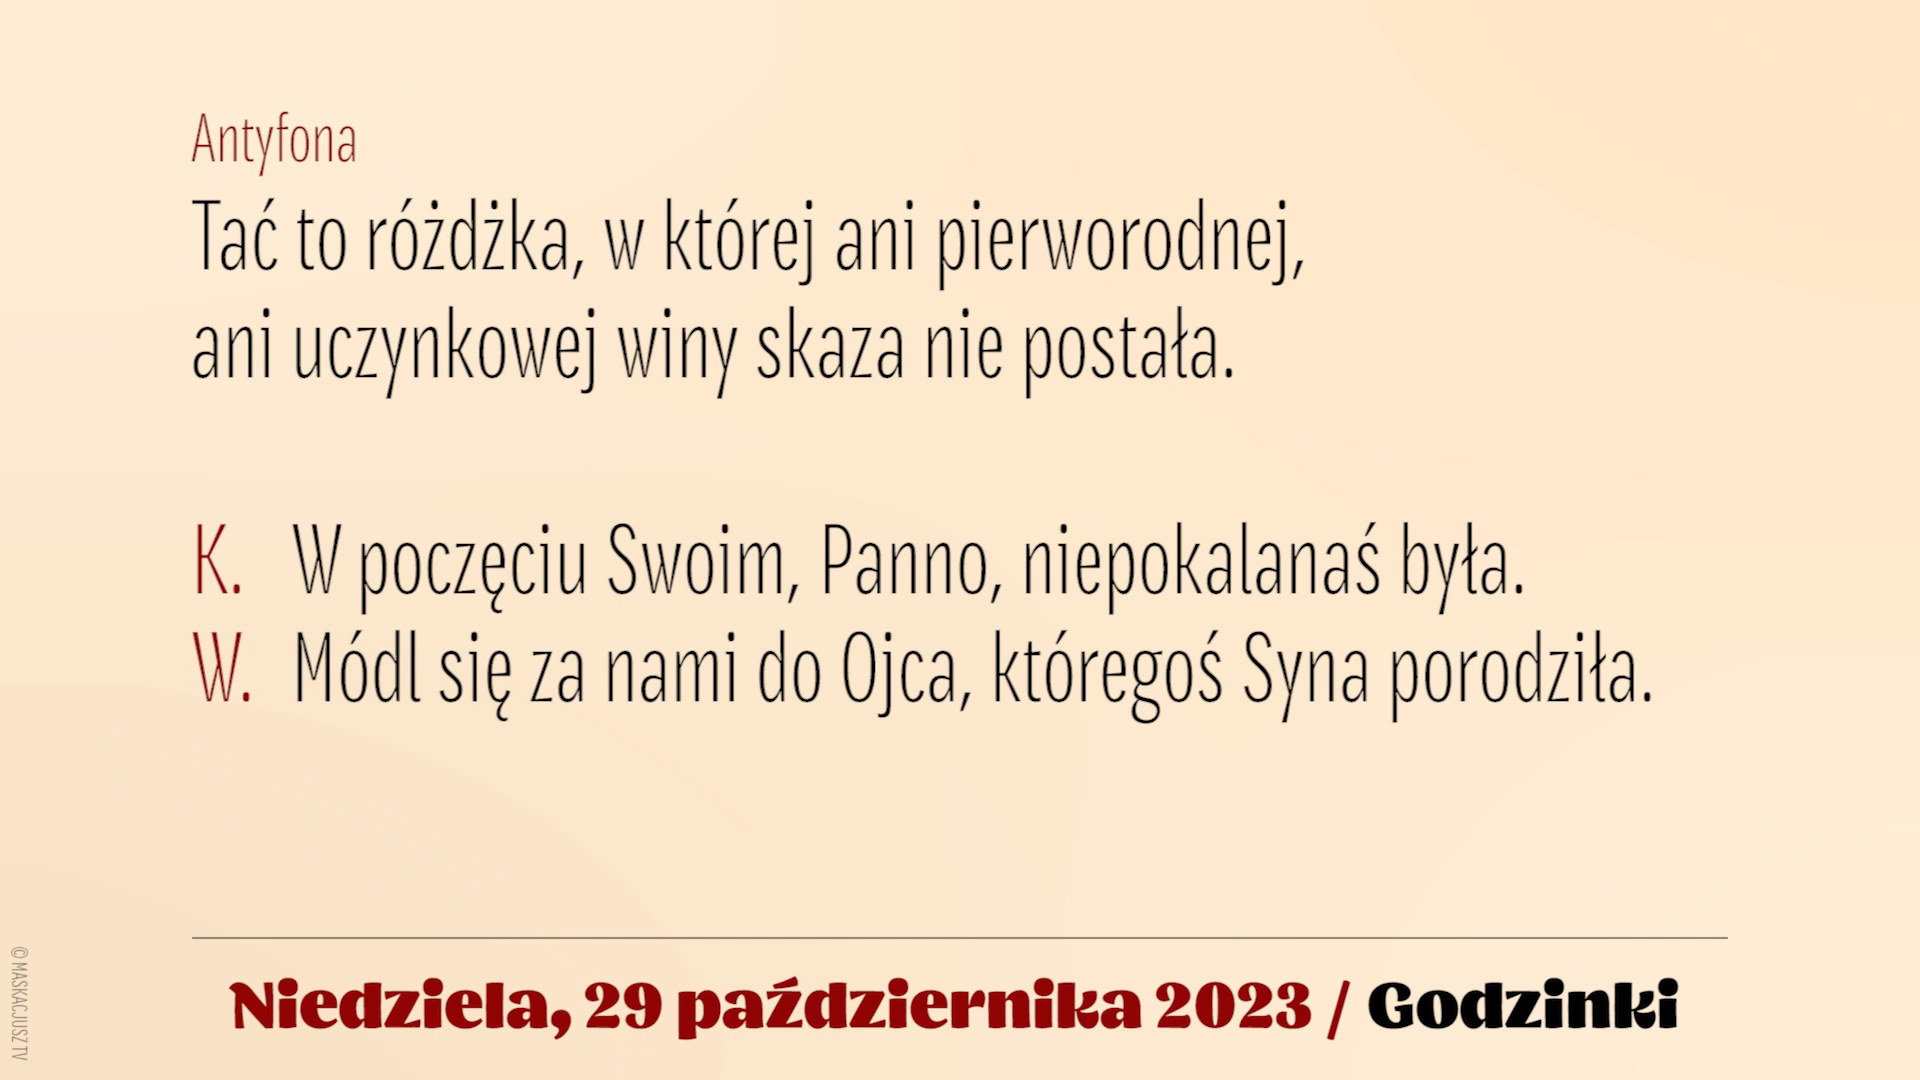 Antyfona
Tać to różdżka, w której ani pierworodnej,
ani uczynkowej winy skaza nie postała.
K. W poczęciu Swoim, Panno, niepokalanaś była.
W. Módl się za nami do Ojca, któregoś Syna porodziła.
Niedziela, 29 października 2023 / Godzinki
© MASKACJUSZ TV